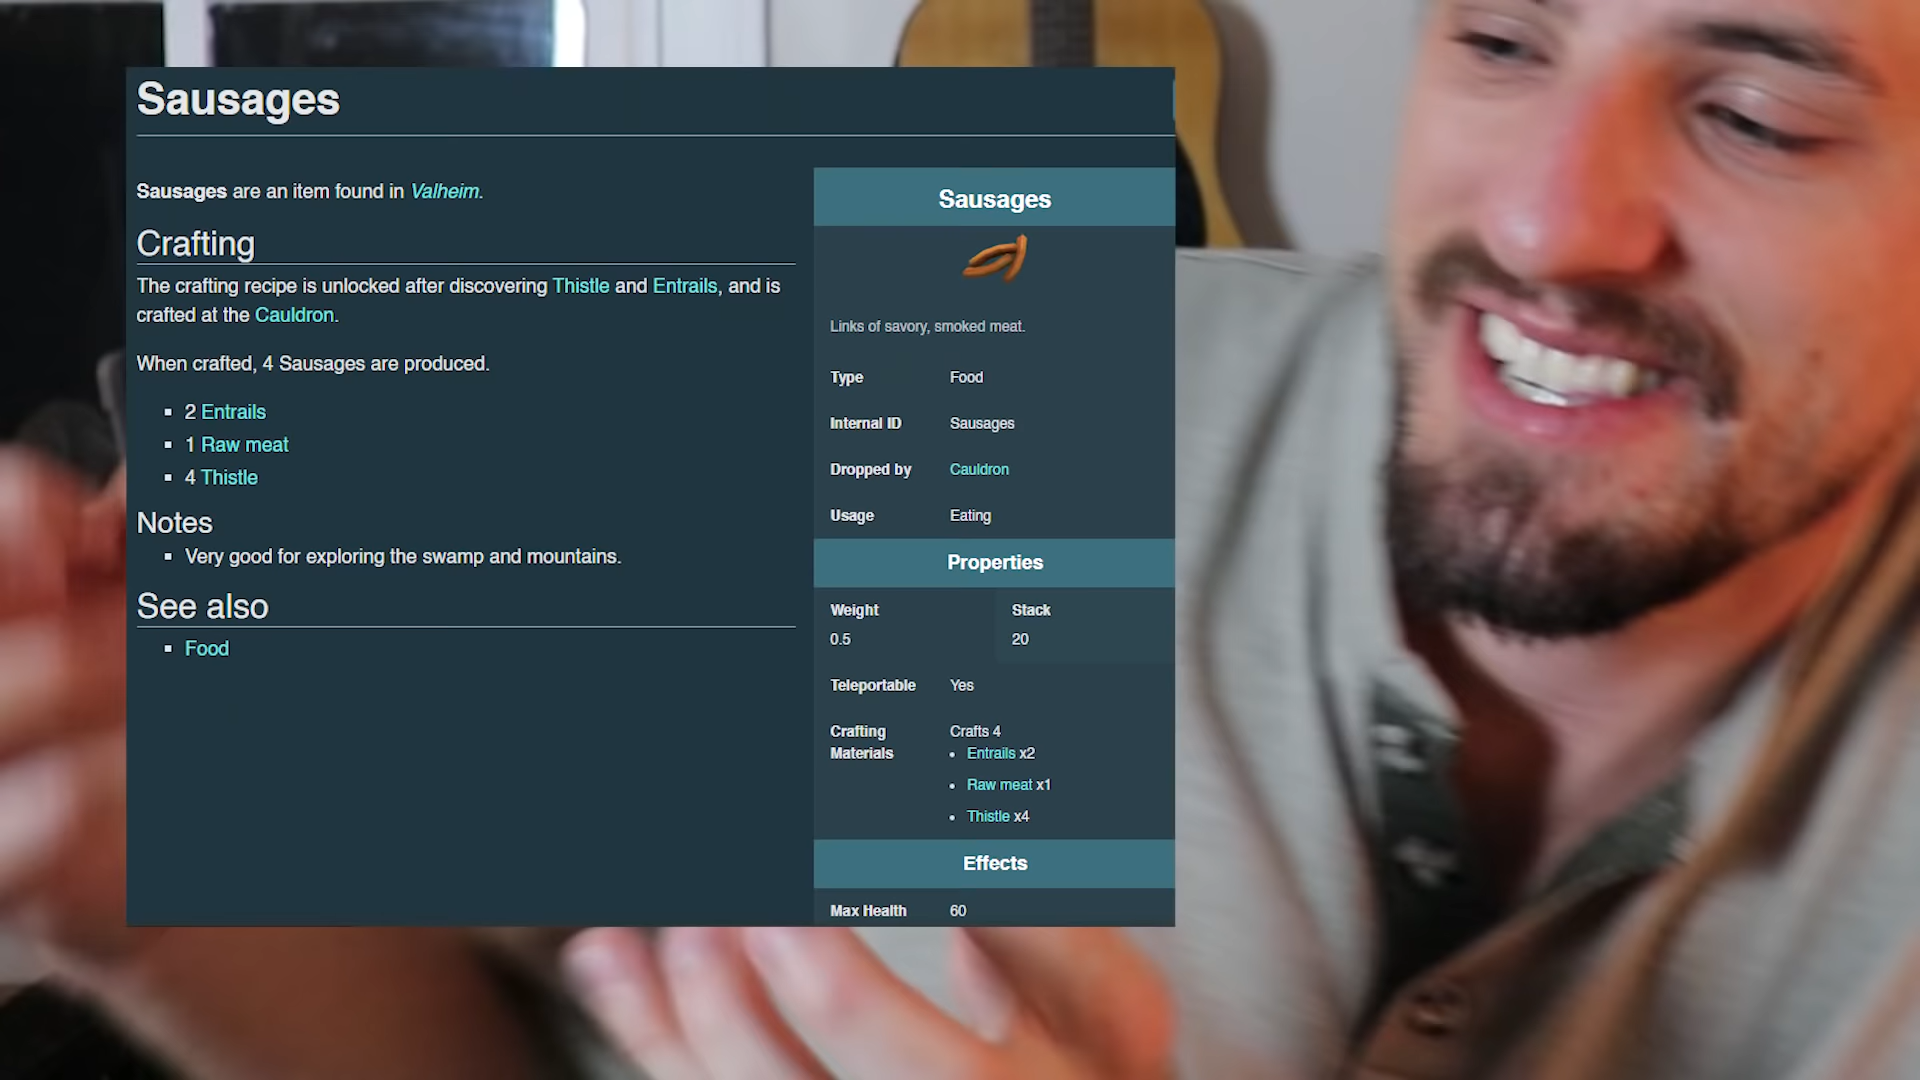 Sausages
Sausages are an item found in Valheim.
Crafting
The crafting recipe is unlocked after discovering Thistle and Entrails, and is
crafted at the Cauldron.
When crafted, 4 Sausages are produced.
▪ 2 Entrails
▪ 1 Raw meat
▪ 4 Thistle
Notes
▪ Very good for exploring the swamp and mountains.
See also
▪ Food
Sausages
Links of savory, smoked meat.
Type Food
Internal ID Sausages
Dropped by Cauldron
Usage Eating
Properties
Weight Stack
0.5 20
Teleportable Yes
Crafting Crafts 4
Materials • Entrails x2
• Raw meat x1
• Thistle x4
Effects
Max Health 60